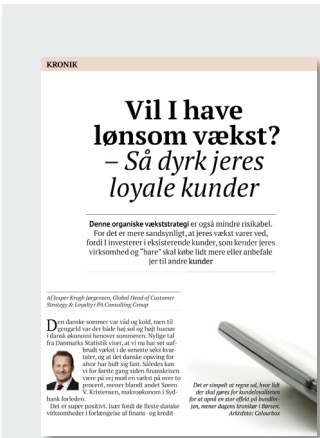 KRONIK
Vil I have
lønsom vækst?
– Så dyrk jeres
loyale kunder
Denne organiske vækststrategi er også mindre risikabel.
For det er mere sandsynligt, at jeres vækst varer ved,
fordi I investerer i eksisterende kunder, som kender jeres
virksomhed og "bare" skal købe lidt mere eller anbefale
jer til andre kunder
Af Jesper Krogh Jørgensen, Global Head of Customer
Strategy & Loyalty i PA Consulting Group
Den danske sommer var våd og kold, men til
gengæld var der både høj sol og højt humør
i dansk økonomi henover sommeren. Nylige tal
fra Danmarks Statistik viser, at vi nu har set uaf-
brudt vækst i de seneste seks kvar-
taler, og at det danske opsving for
alvor har bidt sig fast. Således kan
vi for første gang siden finanskrisen
være på vej mod en vækst på over to
procent, mener blandt andet Søren
V. Kristensen, makroøkonom i Syd-
bank forleden.
Det er super positivt. Især fordi de fleste danske
virksomheder i forlængelse af finans- og kredit-
Det er simpelt at regne ud, hvor lidt
der skal gøres for kundeloyaliteten
for at opnå en stor effekt på bundlin-
jen, mener dagens kronikør i Børsen.
Arkivfoto: Colourbox